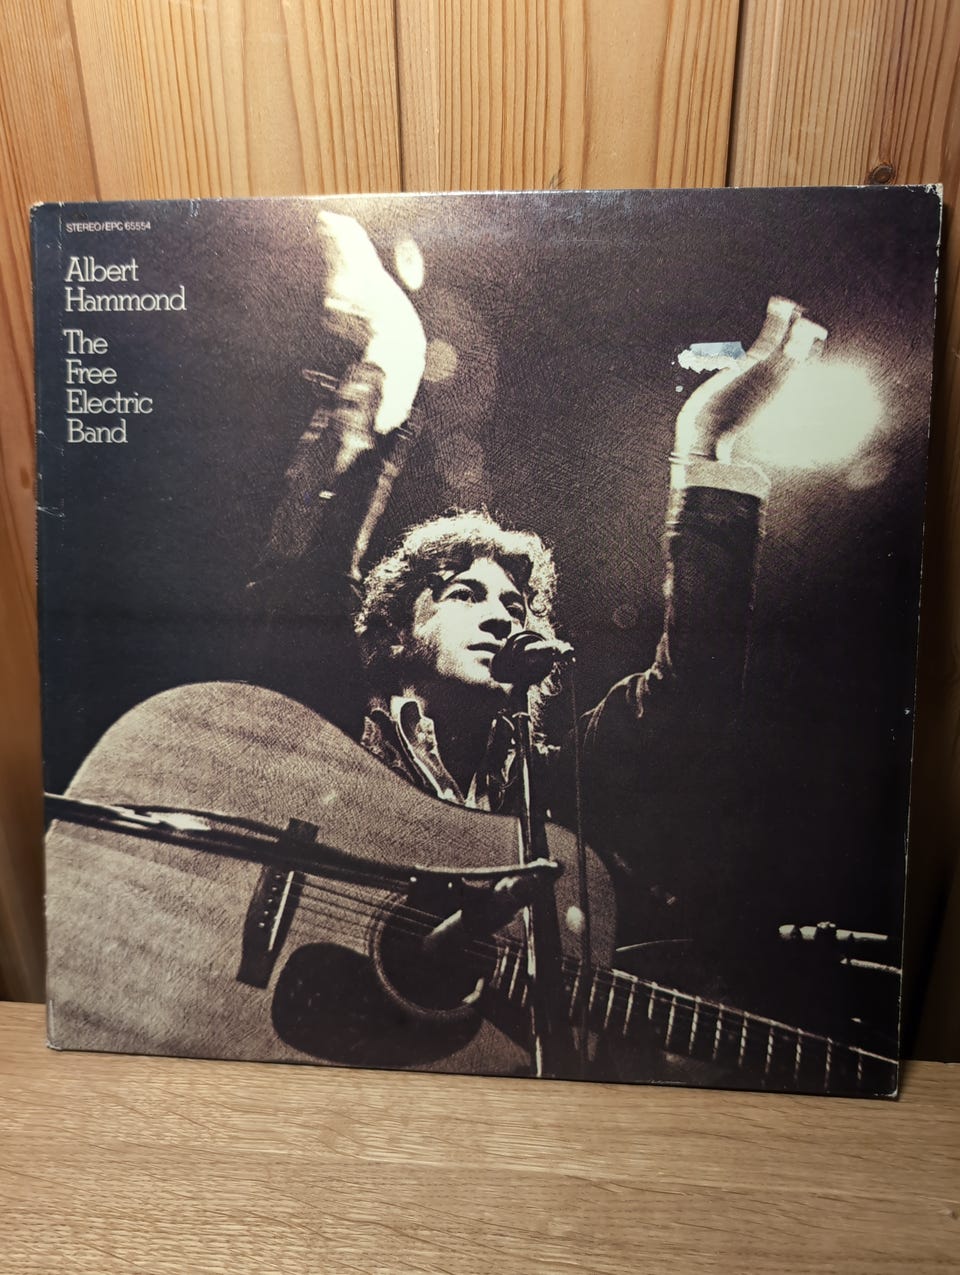 STEREO/EPC 65554
Albert
Hammond
The
Free
Electric
Band